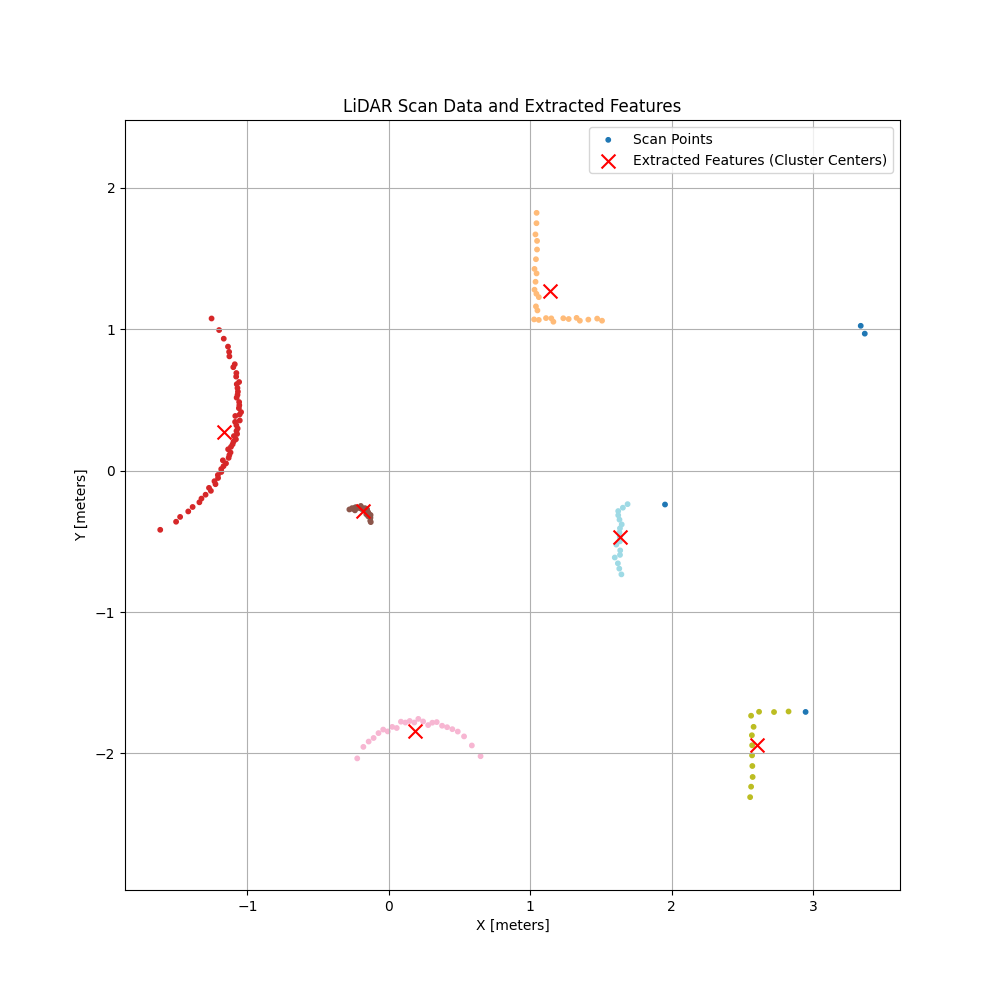 LiDAR Scan Data and Extracted Features
Scan Points
Extracted Features (Cluster Centers)
2
1
0
−1
−2
Y [meters]
−1
0
1
2
3
X [meters]